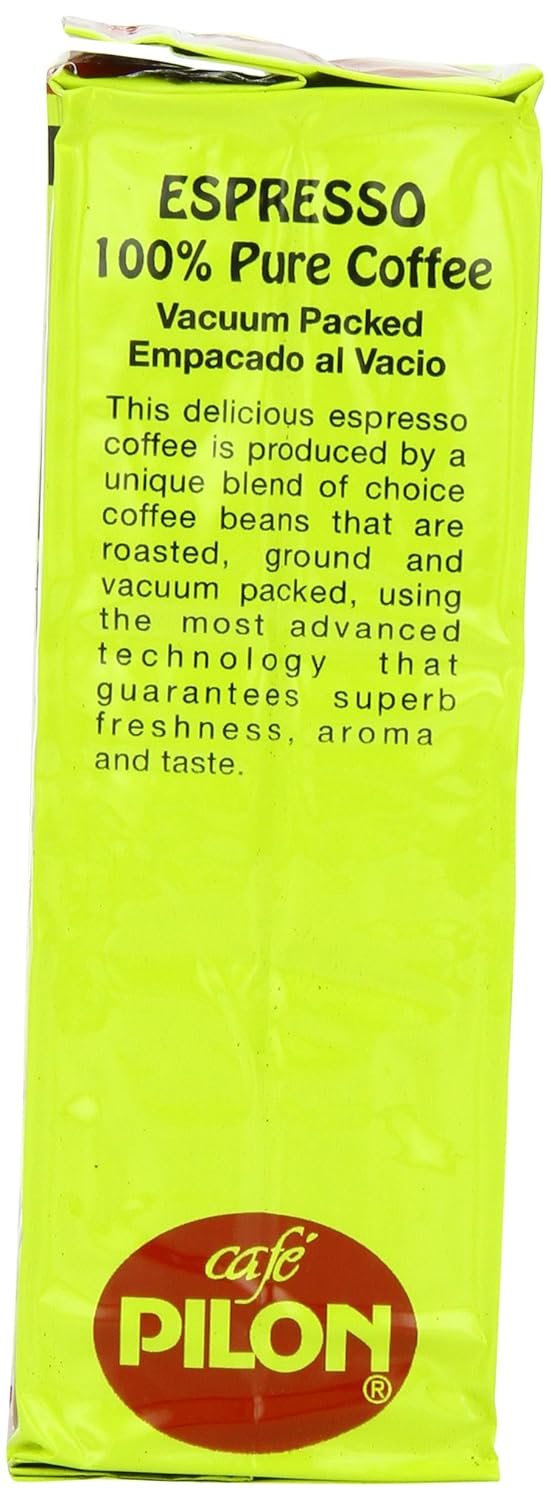 ESPRESSO
100% Pure Coffee
Vacuum Packed
Empacado al Vacio
This delicious espresso
coffee is produced by a
unique blend of choice
coffee beans that are
roasted, ground and
vacuum packed, using
the most advanced
technology that
guarantees superb
freshness, aroma
and taste.
café
PILON
®